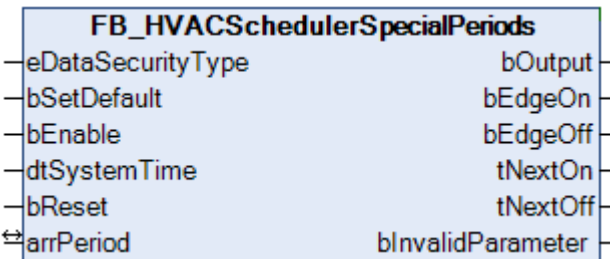 FB_HVACSchedulerSpecialPeriods
eDataSecurityType bOutput
bSetDefault bEdgeOn
bEnable bEdgeOff
dtSystemTime tNextOn
bReset tNextOff
arrPeriod bInvalidParameter